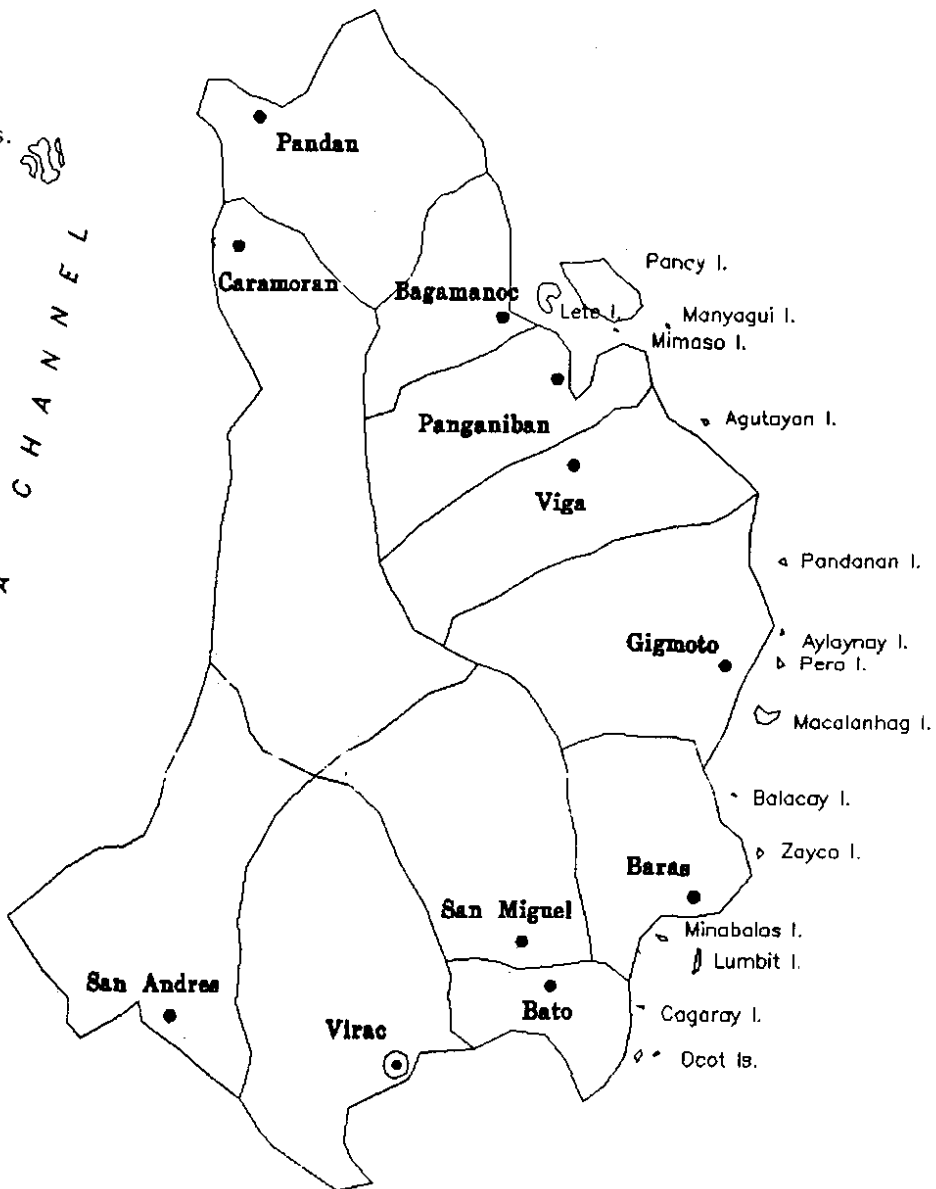 Pandan
s.
CHANNEL
A
Caramoran
Bagamanoc
Pancy I.
Lete I.
Manyagui I.
Mimaso I.
Panganiban
Agutayan I.
Viga
Pandanan I.
Gigmoto
Aylaynay I.
Pero I.
Macalanhag I.
Balacay I.
Baras
Zayco I.
San Miguel
Minabalas I.
Lumbit I.
San Andres
Bato
Cagaray I.
Virac
Ocot Is.